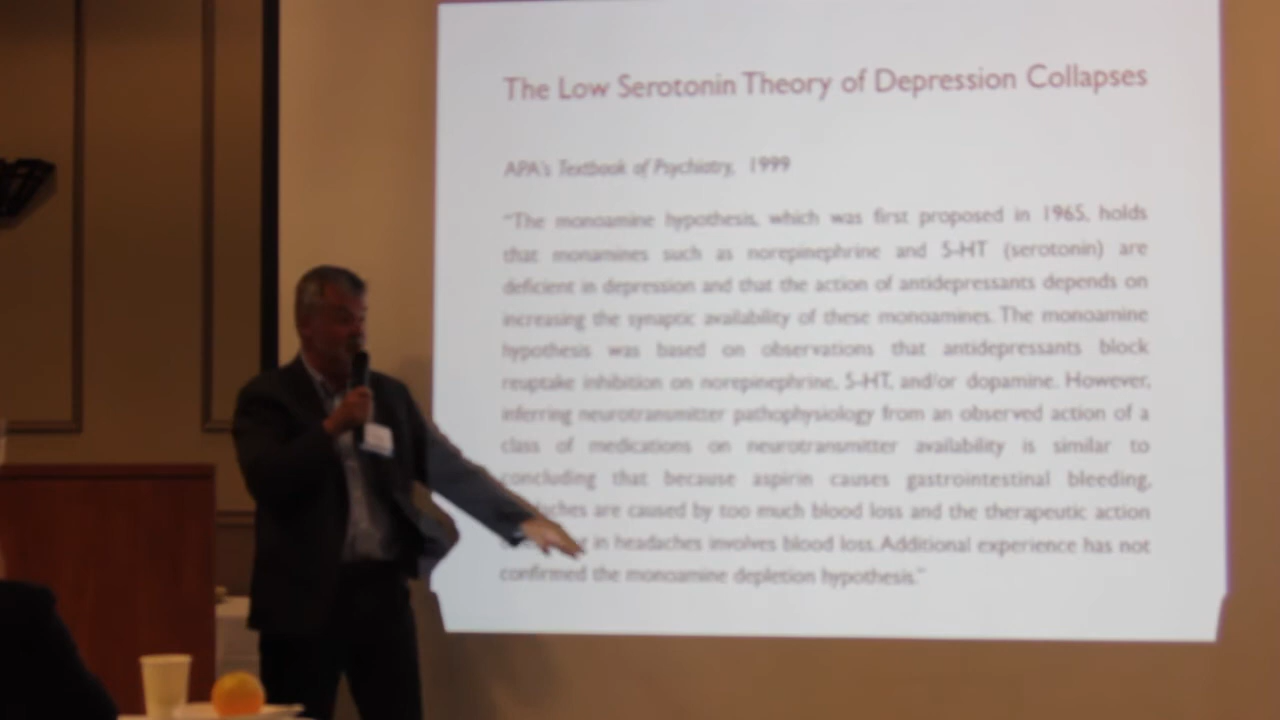 The Low Serotonin Theory of Depression Collapses
APA's Textbook of Psychiatry, 1999
"The monoamine hypothesis, which was first proposed in 1965, holds
that monamines such as norepinephrine and 5-HT (serotonin) are
deficient in depression and that the action of antidepressants depends on
increasing the synaptic availability of these monoamines. The monoamine
hypothesis was based on observations that antidepressants block
reuptake inhibition on norepinephrine, 5-HT, and/or dopamine. However,
inferring neurotransmitter pathophysiology from an observed action of a
class of medications on neurotransmitter availability is similar to
concluding that because aspirin causes gastrointestinal bleeding,
are caused by too much blood loss and the therapeutic action
in headaches involves blood loss. Additional experience has not
confirmed the monoamine depletion hypothesis."